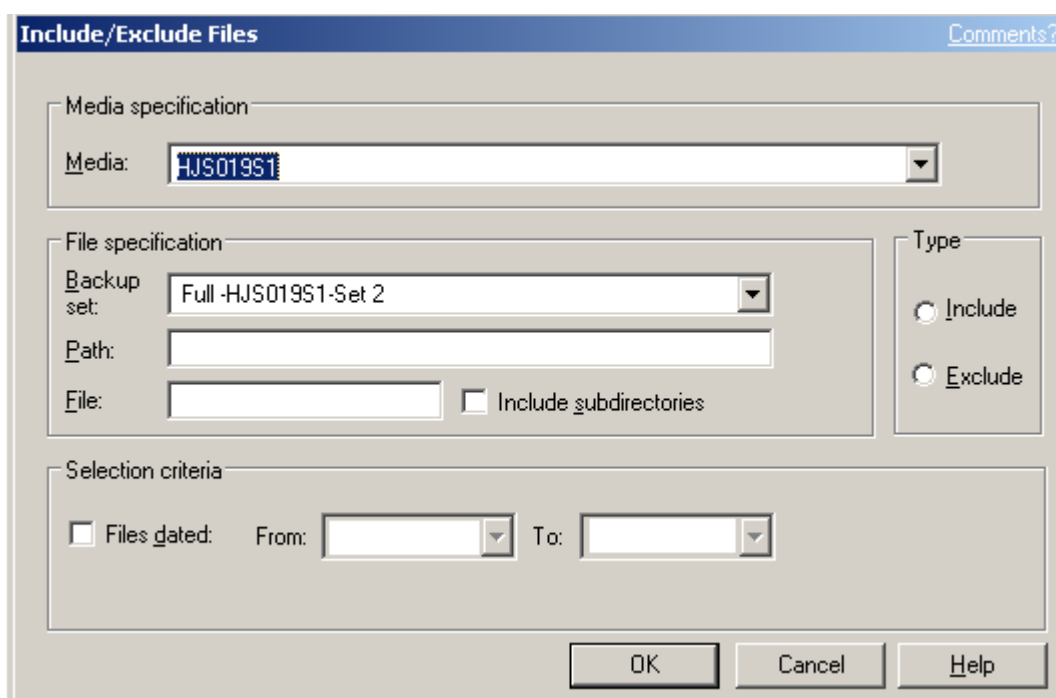 Include/Exclude Files Comments?
Media specification
Media: HJS019S1
File specification Type
Backup set: Full -HJS019S1-Set 2
Include
Path:
Exclude
File: Include subdirectories
Selection criteria
Files dated: From: To:
OK Cancel Help